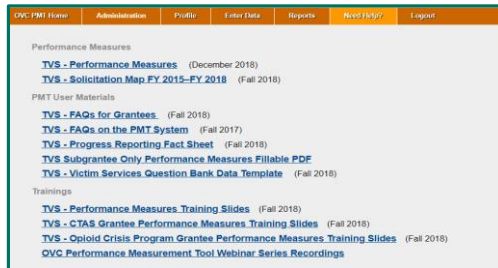 OVC PMT Home Administration Profile Enter Data Reports Need Help? Logout
Performance Measures
TVS - Performance Measures (December 2018)
TVS - Solicitation Map FY 2015–FY 2018 (Fall 2018)
PMT User Materials
TVS - FAQs for Grantees (Fall 2018)
TVS - FAQs on the PMT System (Fall 2017)
TVS - Progress Reporting Fact Sheet (Fall 2018)
TVS Subgrantee Only Performance Measures Fillable PDF
TVS - Victim Services Question Bank Data Template (Fall 2018)
Trainings
TVS - Performance Measures Training Slides (Fall 2018)
TVS - CTAS Grantee Performance Measures Training Slides (Fall 2018)
TVS - Opioid Crisis Program Grantee Performance Measures Training Slides (Fall 2018)
OVC Performance Measurement Tool Webinar Series Recordings